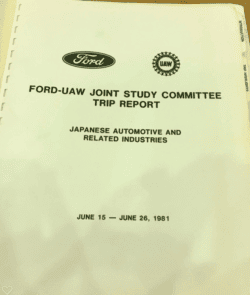 Ford
UAW
FORD-UAW JOINT STUDY COMMITTEE
TRIP REPORT
JAPANESE AUTOMOTIVE AND
RELATED INDUSTRIES
JUNE 15 — JUNE 26, 1981